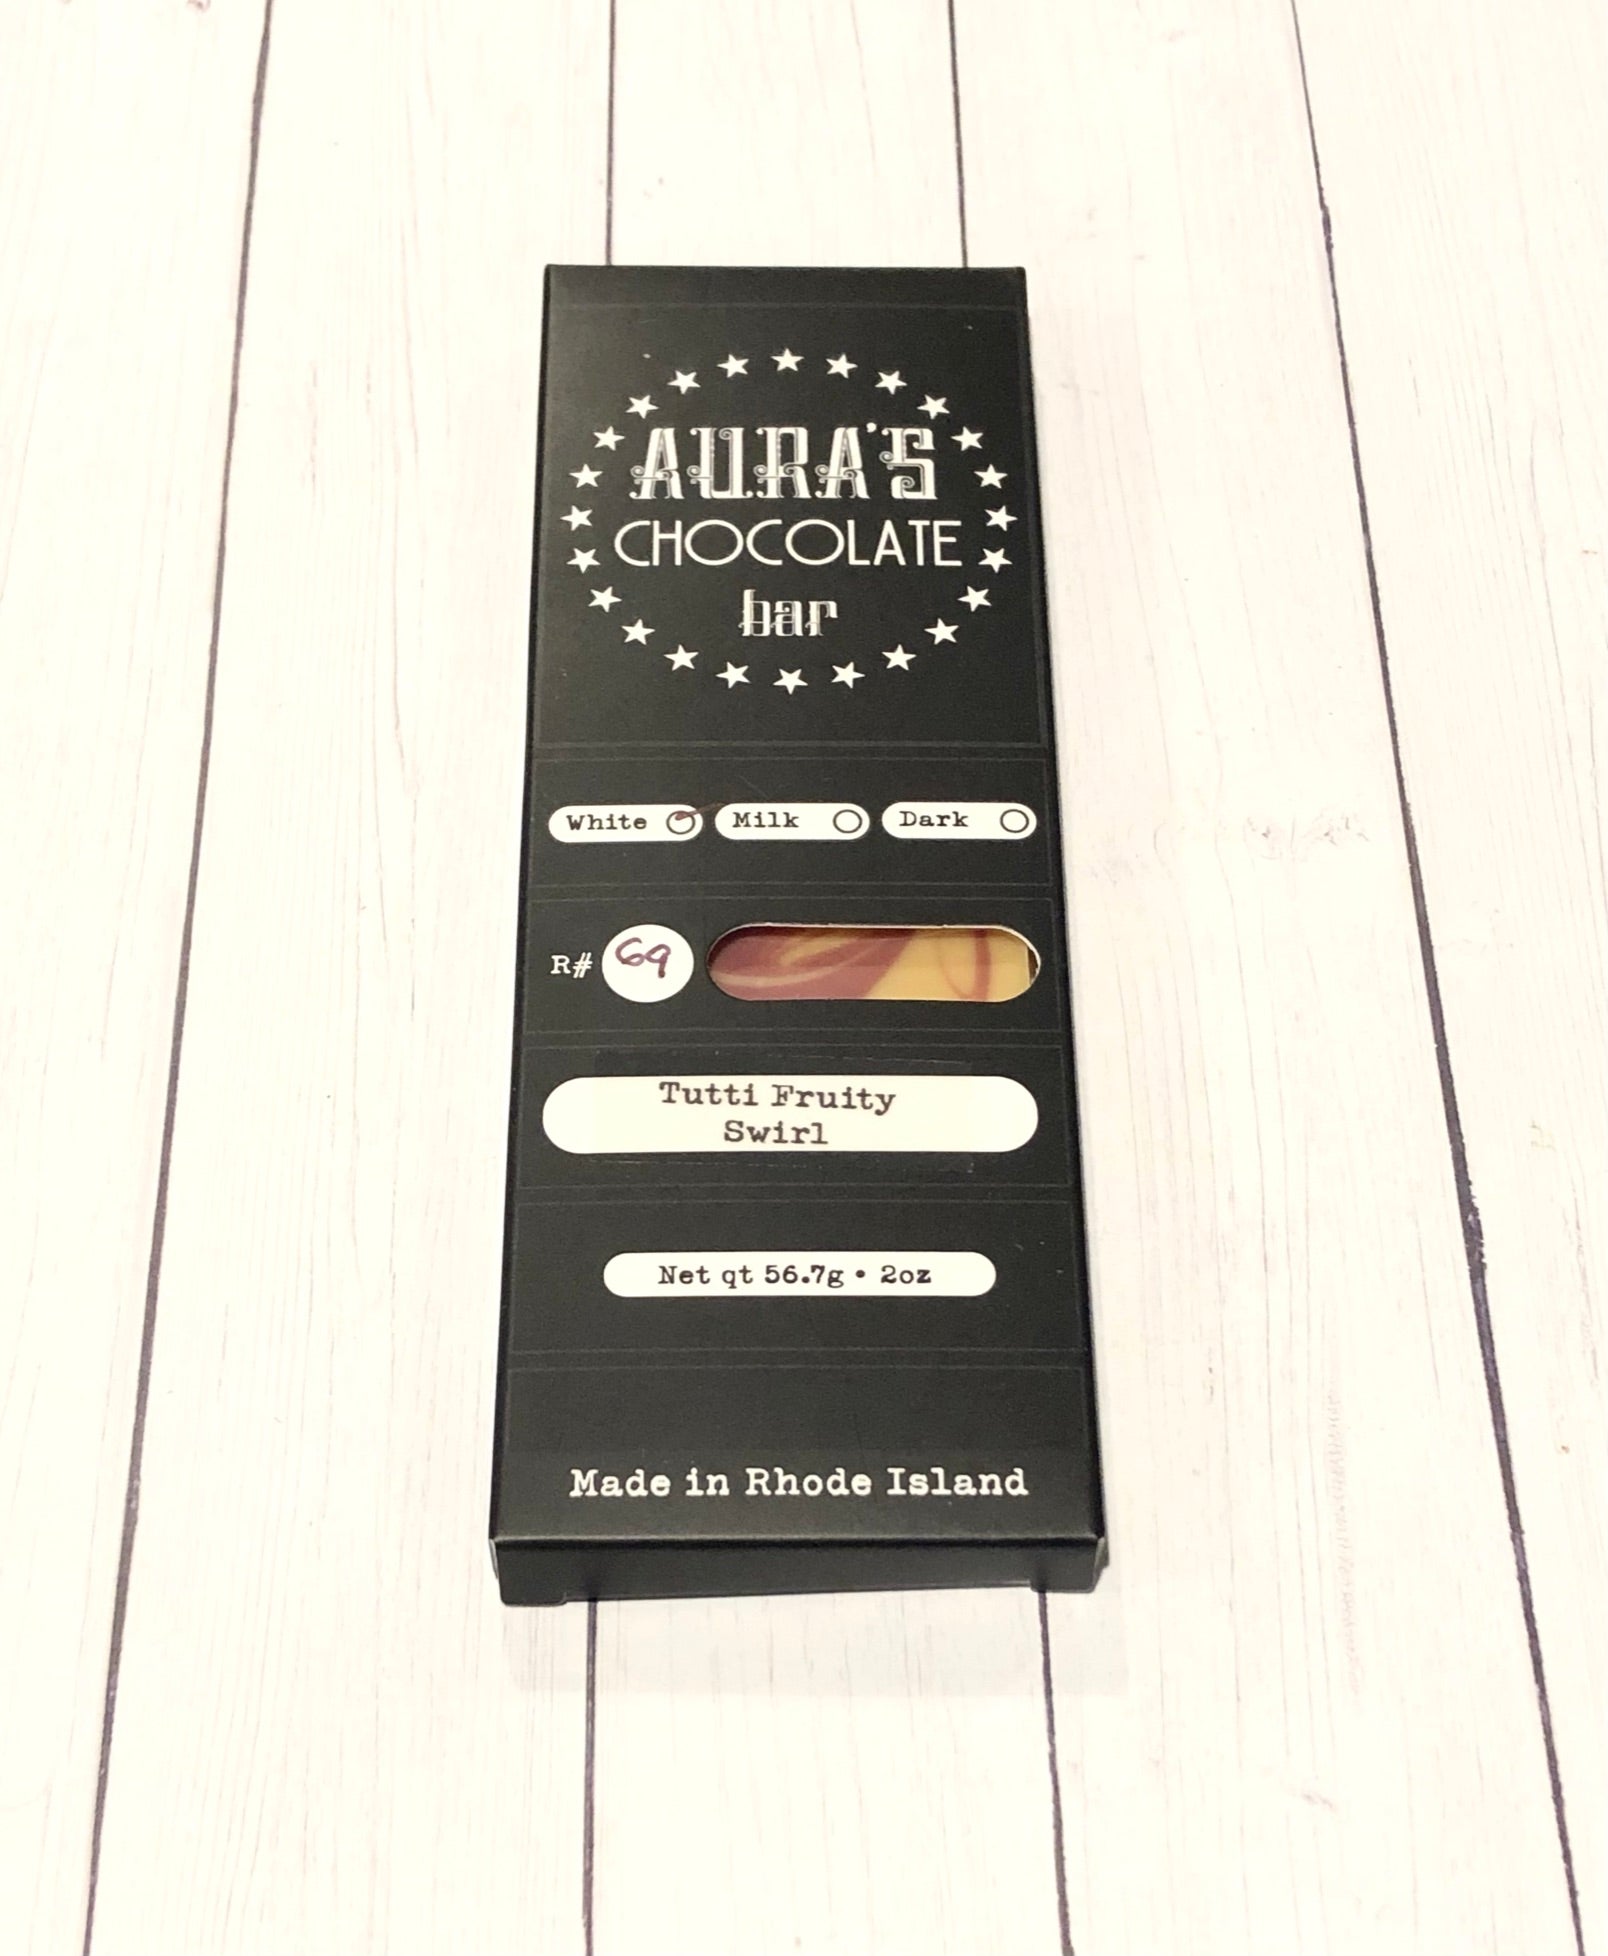 AURA'S
CHOCOLATE
bar
White Milk Dark
R# 69
Tutti Fruity
Swirl
Net qt 56.7g • 2oz
Made in Rhode Island